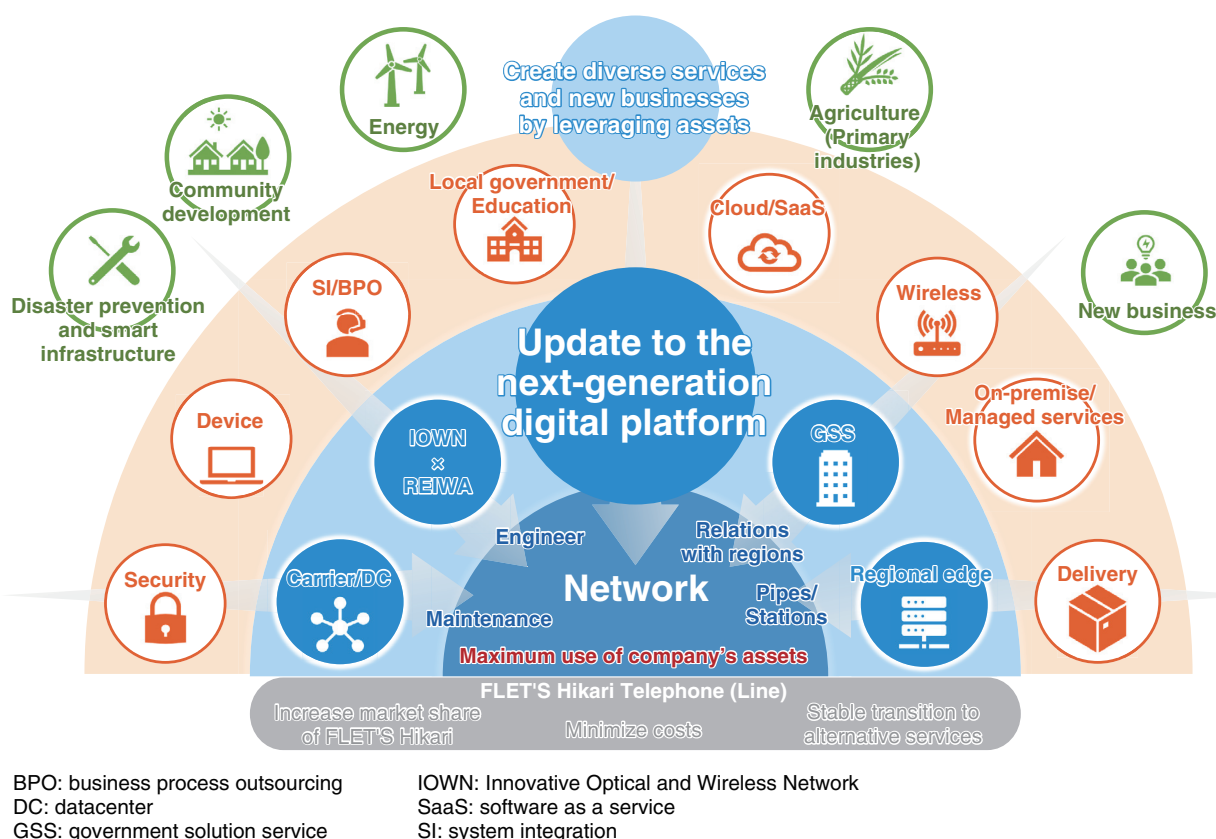 Create diverse services
and new businesses
by leveraging assets
Energy
Agriculture
(Primary
industries)
Community
development
Local government/
Education
Cloud/SaaS
Disaster prevention
and smart
infrastructure
SI/BPO
Wireless
New business
Update to the
next-generation
digital platform
Device
On-premise/
Managed services
IOWN
×
REIWA
GSS
Engineer
Relations
with regions
Security
Carrier/DC
Network
Regional edge
Delivery
Maintenance
Pipes/
Stations
Maximum use of company's assets
FLET'S Hikari Telephone (Line)
Increase market share
of FLET'S Hikari
Minimize costs
Stable transition to
alternative services
BPO: business process outsourcing
DC: datacenter
GSS: government solution service
IOWN: Innovative Optical and Wireless Network
SaaS: software as a service
SI: system integration